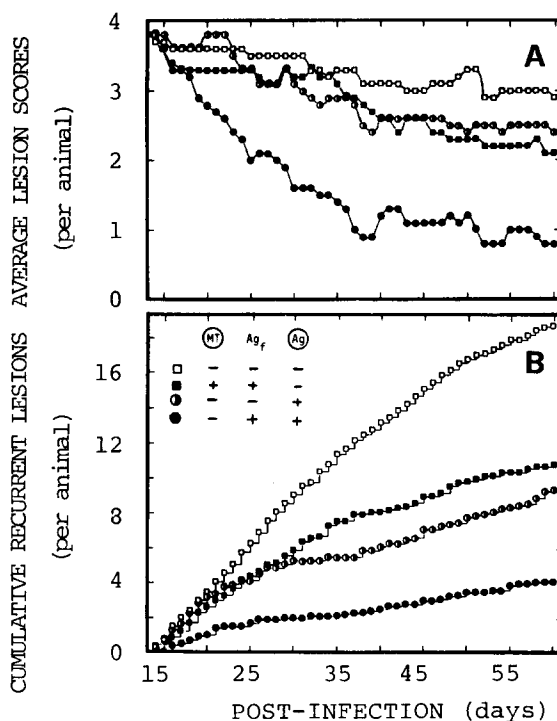 AVERAGE LESION SCORES
(per animal)
4
3
2
1
0
A
CUMULATIVE RECURRENT LESIONS
(per animal)
16
12
8
4
0
B
MT Agf Ag
□ - - -
■ + + -
◑ - - +
● - + +
15 25 35 45 55
POST-INFECTION (days)